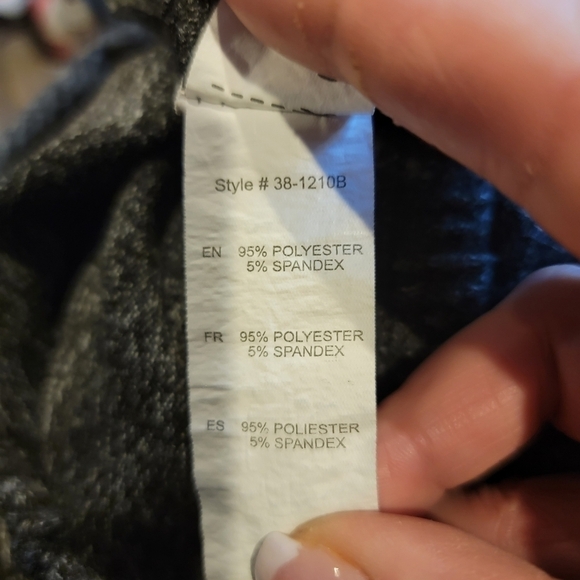 Style # 38-1210B
EN 95% POLYESTER
5% SPANDEX
FR 95% POLYESTER
5% SPANDEX
ES 95% POLIESTER
5% SPANDEX